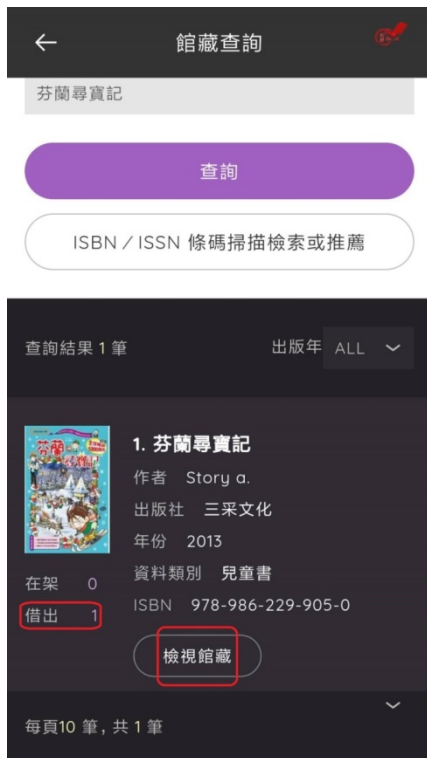 館藏查詢
芬蘭尋寶記
查詢
ISBN / ISSN 條碼掃描檢索或推薦
查詢結果 1 筆
出版年 ALL
1. 芬蘭尋寶記
作者 Story a.
出版社 三采文化
年份 2013
資料類別 兒童書
ISBN 978-986-229-905-0
在架 0
借出 1
檢視館藏
每頁10 筆, 共 1 筆